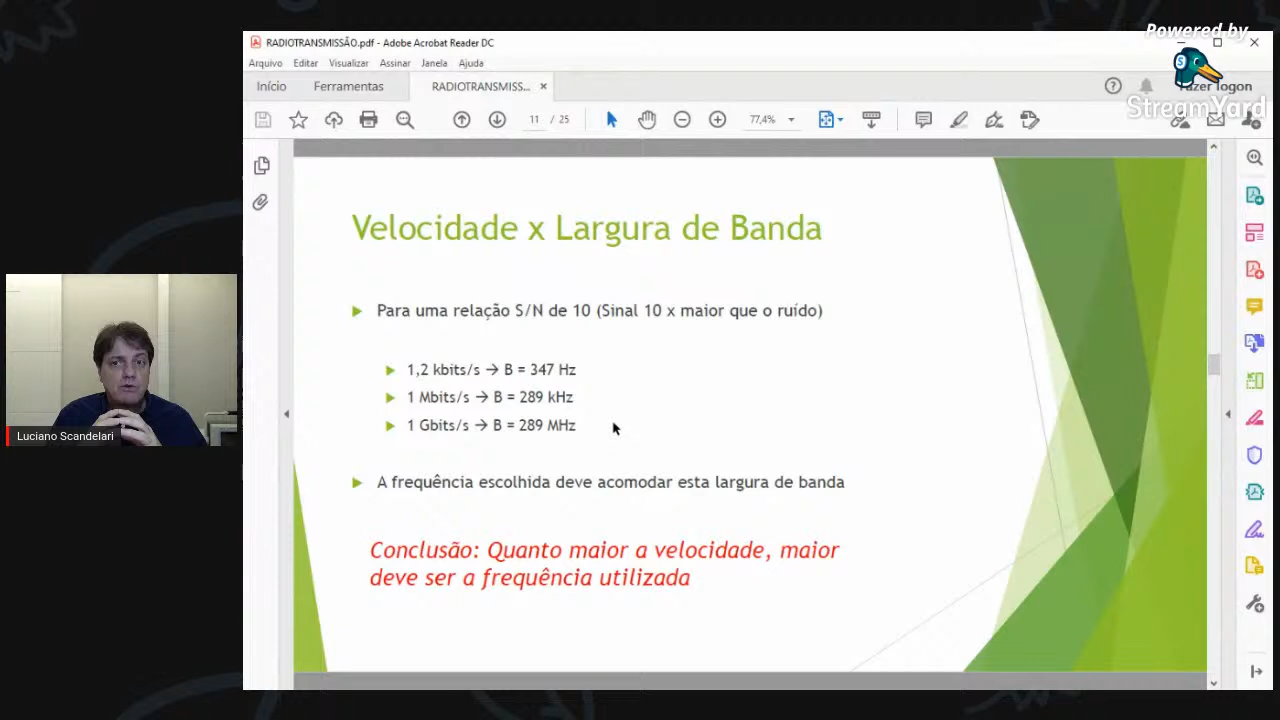 Powered by
StreamYard
RADIOTRANSMISSÃO.pdf - Adobe Acrobat Reader DC
Arquivo Editar Visualizar Assinar Janela Ajuda
Início Ferramentas RADIOTRANSMISS... Fazer logon
11 / 25 77,4%
Velocidade x Largura de Banda
Para uma relação S/N de 10 (Sinal 10 x maior que o ruído)
1,2 kbits/s → B = 347 Hz
1 Mbits/s → B = 289 kHz
1 Gbits/s → B = 289 MHz
A frequência escolhida deve acomodar esta largura de banda
Conclusão: Quanto maior a velocidade, maior
deve ser a frequência utilizada
Luciano Scandelari